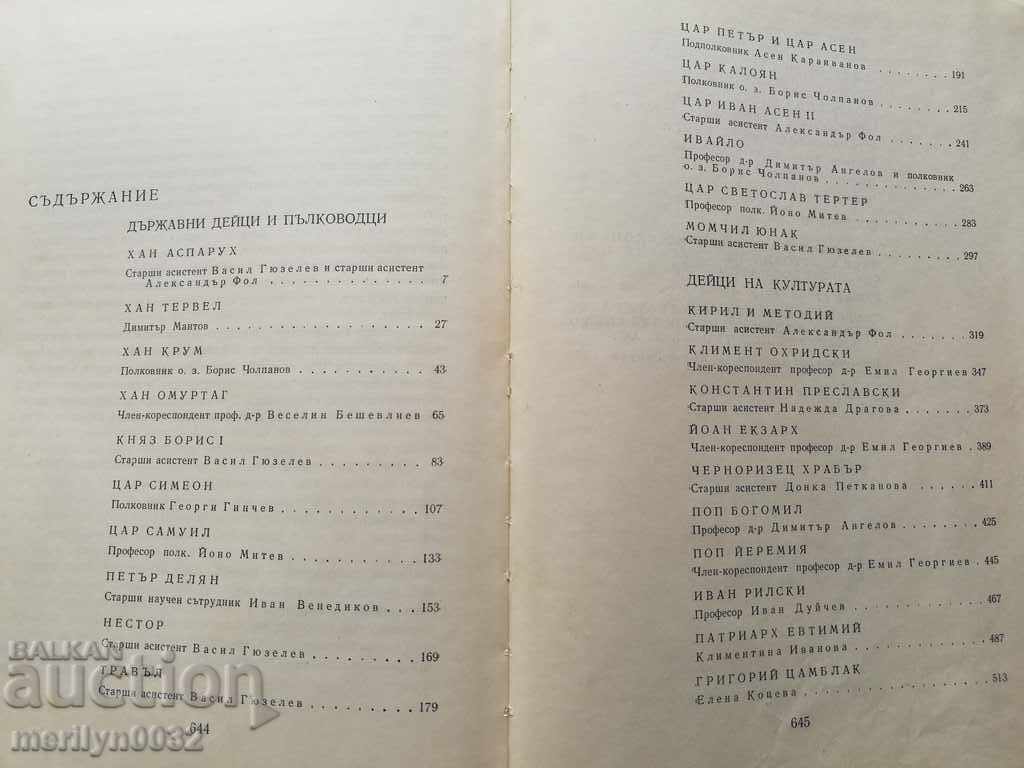 СЪДЪРЖАНИЕ
ДЪРЖАВНИ ДЕЙЦИ И ПЪЛКОВОДЦИ
ХАН АСПАРУХ
Старши асистент Васил Гюзелев и старши асистент
Александър Фол . . . . . . . . . . . . 7
ХАН ТЕРВЕЛ
Димитър Мантов . . . . . . . . . . . . 27
ХАН КРУМ
Полковник о. з. Борис Чолпанов . . . . . . . . . . . 43
ХАН ОМУРТАГ
Член-кореспондент проф. д-р Веселин Бешевлиев 65
КНЯЗ БОРИС I
Старши асистент Васил Гюзелев . . . . . . . . . . 83
ЦАР СИМЕОН
Полковник Георги Гинчев . . . . . . . . . . . 107
ЦАР САМУИЛ
Професор полк. Йоно Митев . . . . . . . . . . 133
ПЕТЪР ДЕЛЯН
Старши научен сътрудник Иван Венедиков . . . 153
НЕСТОР
Старши асистент Васил Гюзелев . . . . . . . . . 169
ТРАВЪЛ
Старши асистент Васил Гюзелев . . . . . . . . . 179
644
ЦАР ПЕТЪР И ЦАР АСЕН
Подполковник Асен Караиванов . . . . . . . . 191
ЦАР КАЛОЯН
Полковник о. з. Борис Чолпанов . . . . . . . . 215
ЦАР ИВАН АСЕН II
Старши асистент Александър Фол . . . . . . . 241
ИВАЙЛО
Професор д-р Димитър Ангелов и полковник
о. з. Борис Чолпанов . . . . . . . . . . . . . 263
ЦАР СВЕТОСЛАВ ТЕРТЕР
Професор полк. Йоно Митев . . . . . . . . . . 283
МОМЧИЛ ЮНАК
Старши асистент Васил Гюзелев . . . . . . . . 297
ДЕЙЦИ НА КУЛТУРАТА
КИРИЛ И МЕТОДИЙ
Старши асистент Александър Фол . . . . . . . 319
КЛИМЕНТ ОХРИДСКИ
Член-кореспондент професор д-р Емил Георгиев 347
КОНСТАНТИН ПРЕСЛАВСКИ
Старши асистент Надежда Драгова . . . . . . . 373
ЙОАН ЕКЗАРХ
Член-кореспондент професор д-р Емил Георгиев . 389
ЧЕРНОРИЗЕЦ ХРАБЪР
Старши асистент Донка Петканова . . . . . . . 411
ПОП БОГОМИЛ
Професор д-р Димитър Ангелов . . . . . . . . 425
ПОП ЙЕРЕМИЯ
Член-кореспондент професор д-р Емил Георгиев . 445
ИВАН РИЛСКИ
Професор Иван Дуйчев . . . . . . . . . . . . 467
ПАТРИАРХ ЕВТИМИЙ
Климентина Иванова . . . . . . . . . . . . . 487
ГРИГОРИЙ ЦАМБЛАК
Елена Коцева . . . . . . . . . . . . . . . . 513
645
BALKAN
auction
merilyn0032